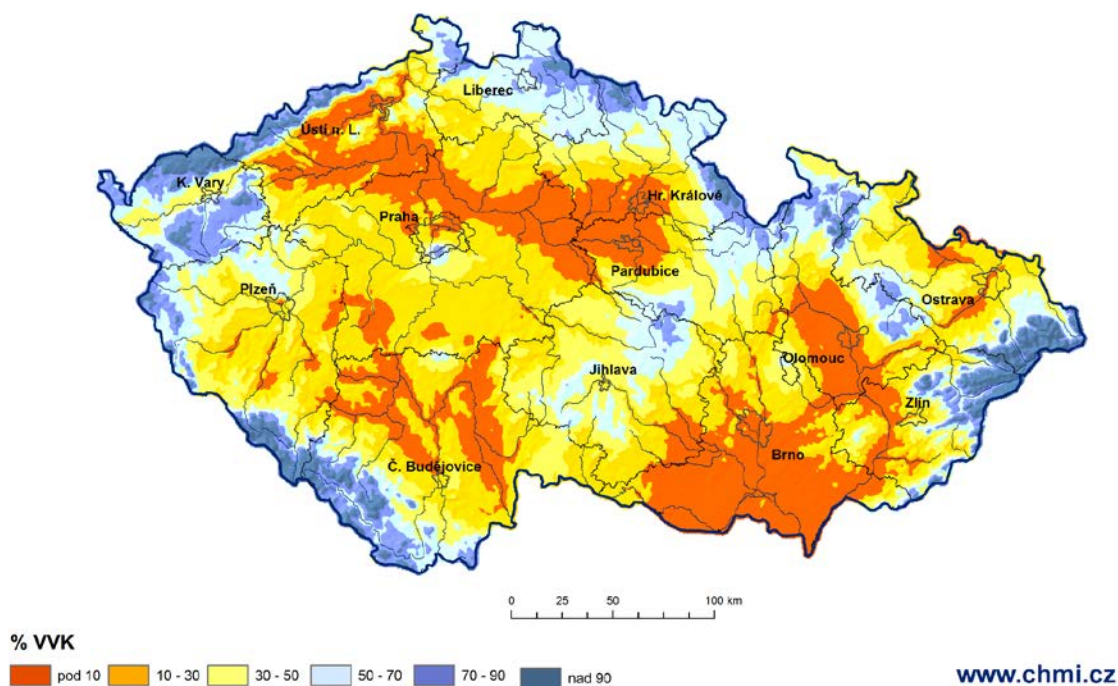 Liberec
Ústí n. L.
K. Vary
Hr. Králové
Praha
Pardubice
Plzeň
Ostrava
Olomouc
Jihlava
Zlín
Brno
Č. Budějovice
0 25 50 100 km
% VVK
pod 10 10 - 30 30 - 50 50 - 70 70 - 90 nad 90
www.chmi.cz